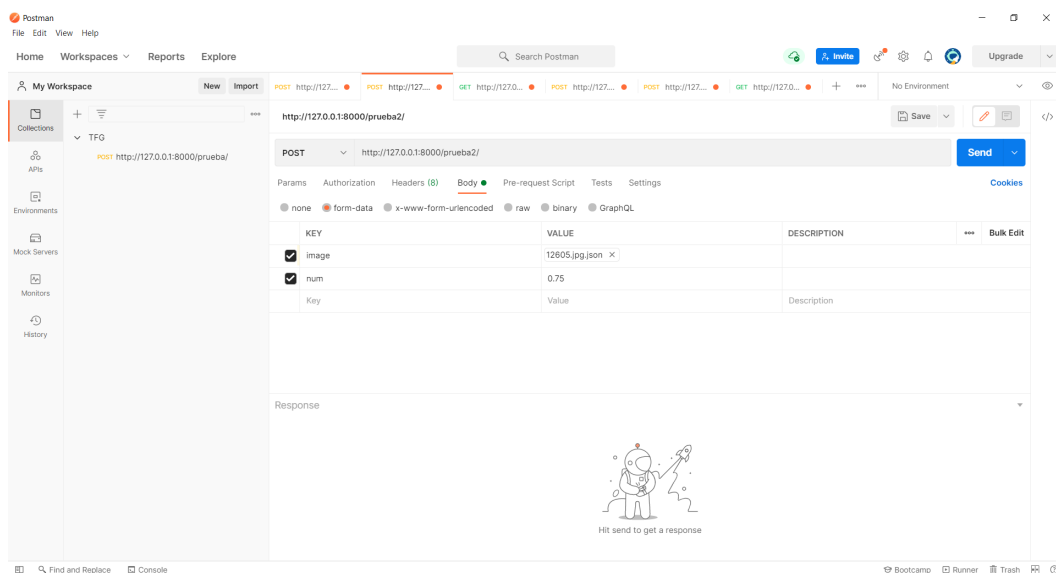 Postman
File Edit View Help
Home Workspaces Reports Explore Search Postman Invite Upgrade
My Workspace New Import POST http://127.... POST http://127.... GET http://127.0... POST http://127.... POST http://127.... GET http://127.0... No Environment
Collections
APIs
Environments
Mock Servers
Monitors
History
TFG
POST http://127.0.0.1:8000/prueba/
http://127.0.0.1:8000/prueba2/ Save
POST http://127.0.0.1:8000/prueba2/ Send
Params Authorization Headers (8) Body Pre-request Script Tests Settings Cookies
none form-data x-www-form-urlencoded raw binary GraphQL
KEY VALUE DESCRIPTION Bulk Edit
image 12605.jpg.json
num 0.75
Key Value Description
Response
Hit send to get a response
Find and Replace Console Bootcamp Runner Trash